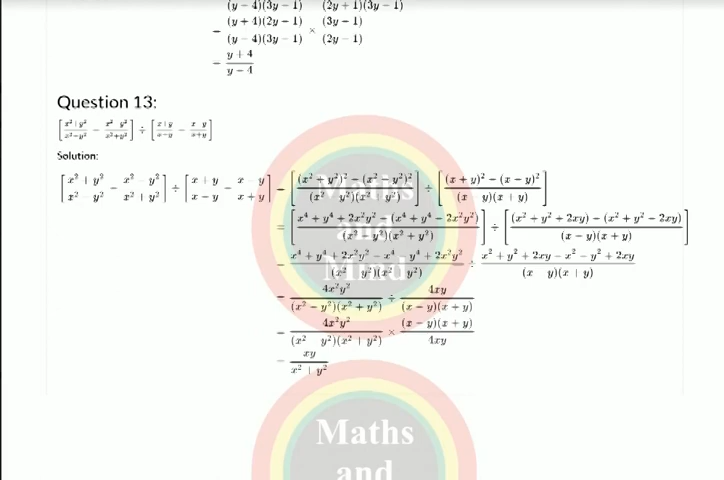 (y − 4)(3y − 1) (2y + 1)(3y − 1)
= (y + 4)(2y − 1) / (y − 4)(3y − 1) × (3y − 1) / (2y − 1)
= y + 4 / y − 4
Question 13:
[x² + y² / x² − y² − x² − y² / x² + y²] ÷ [x + y / x − y − x − y / x + y]
Solution:
[x² + y² / x² − y² − x² − y² / x² + y²] ÷ [x + y / x − y − x − y / x + y] = [(x² + y²)² − (x² − y²)² / (x² − y²)(x² + y²)] ÷ [(x + y)² − (x − y)² / (x − y)(x + y)]
= [x⁴ + y⁴ + 2x²y² − (x⁴ + y⁴ − 2x²y²) / (x² − y²)(x² + y²)] ÷ [(x² + y² + 2xy) − (x² + y² − 2xy) / (x − y)(x + y)]
= x⁴ + y⁴ + 2x²y² − x⁴ − y⁴ + 2x²y² / (x² − y²)(x² + y²) ÷ x² + y² + 2xy − x² − y² + 2xy / (x − y)(x + y)
= 4x²y² / (x² − y²)(x² + y²) ÷ 4xy / (x − y)(x + y)
= 4x²y² / (x² − y²)(x² + y²) × (x − y)(x + y) / 4xy
= xy / x² + y²
Maths
and
Mind
Maths
and